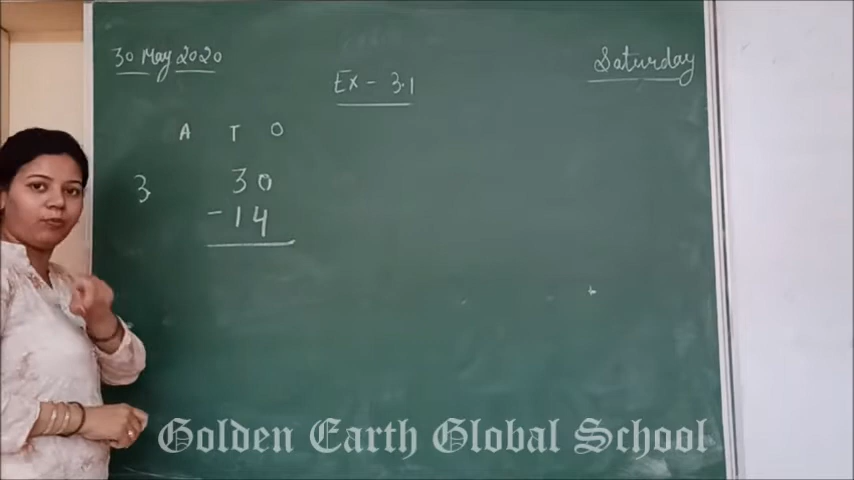 30 May 2020
Saturday
Ex - 3.1
A T O
3 30
- 14
Golden Earth Global School